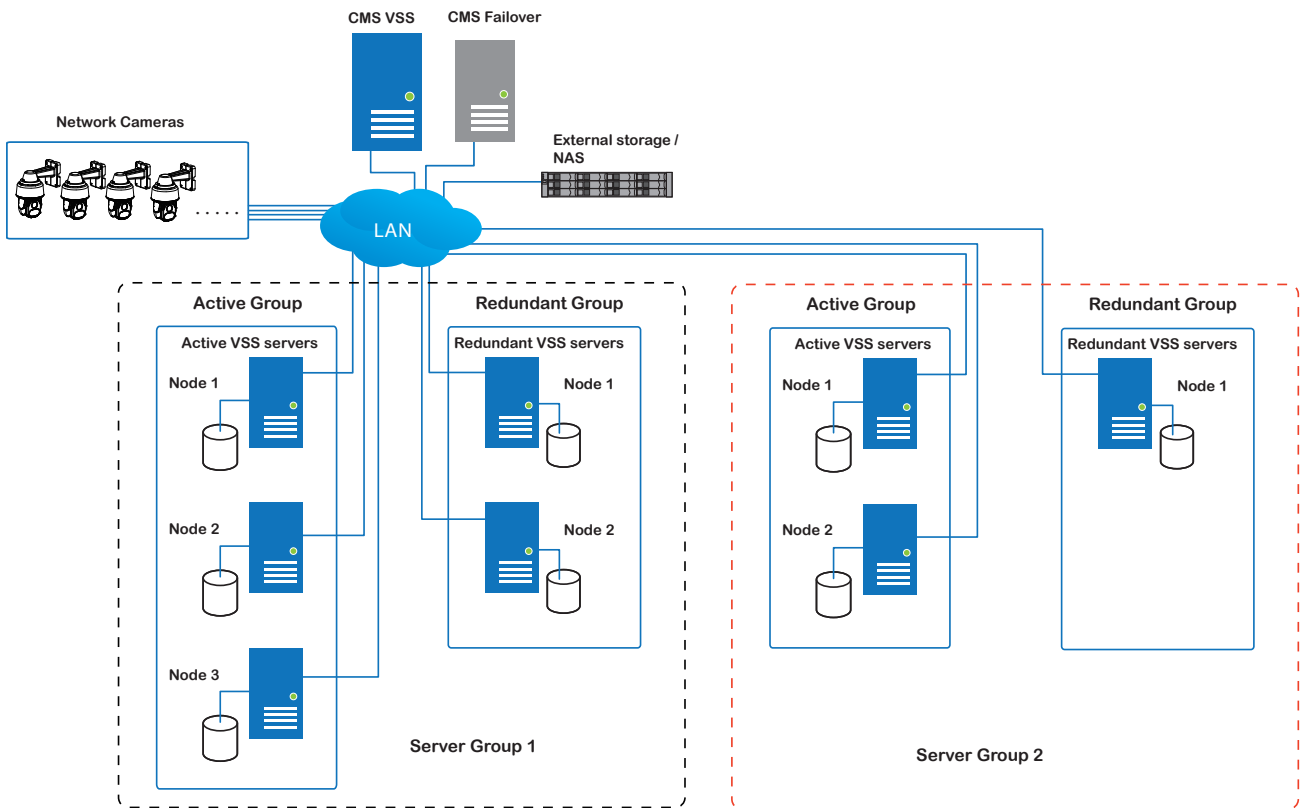 CMS VSS
CMS Failover
Network Cameras
External storage /
NAS
.....
LAN
Active Group
Redundant Group
Active VSS servers
Redundant VSS servers
Node 1
Node 1
Node 2
Node 2
Node 3
Server Group 1
Active Group
Redundant Group
Active VSS servers
Redundant VSS servers
Node 1
Node 1
Node 2
Server Group 2